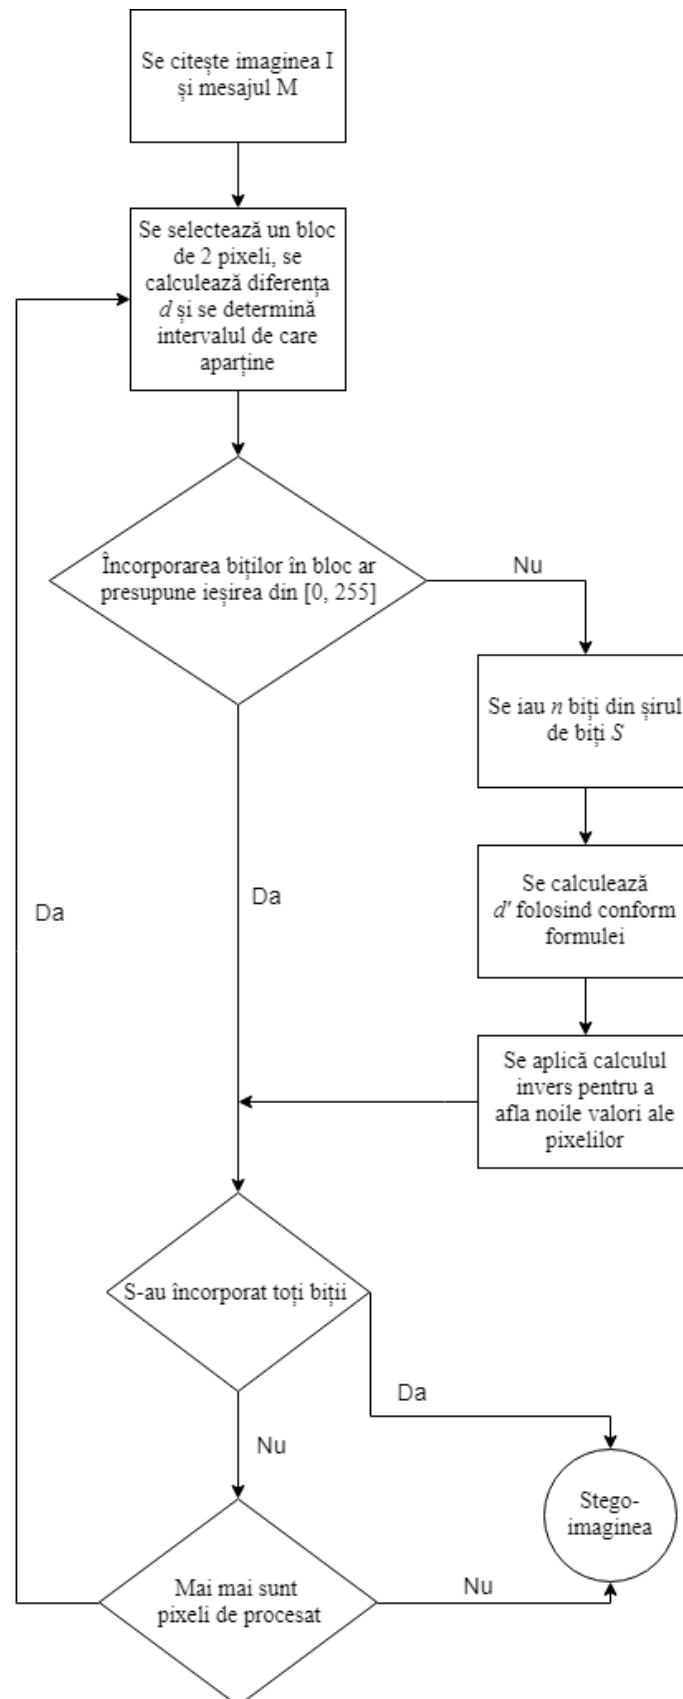 Se citește imaginea I
și mesajul M
Se selectează un bloc
de 2 pixeli, se
calculează diferența
d și se determină
intervalul de care
aparține
Încorporarea biților în bloc ar
presupune ieșirea din [0, 255]
Nu
Se iau n biți din șirul
de biți S
Da
Da
Se calculează
d' folosind conform
formulei
Se aplică calculul
invers pentru a
afla noile valori ale
pixelilor
S-au încorporat toți biții
Da
Nu
Stego-
imaginea
Mai mai sunt
pixeli de procesat
Nu